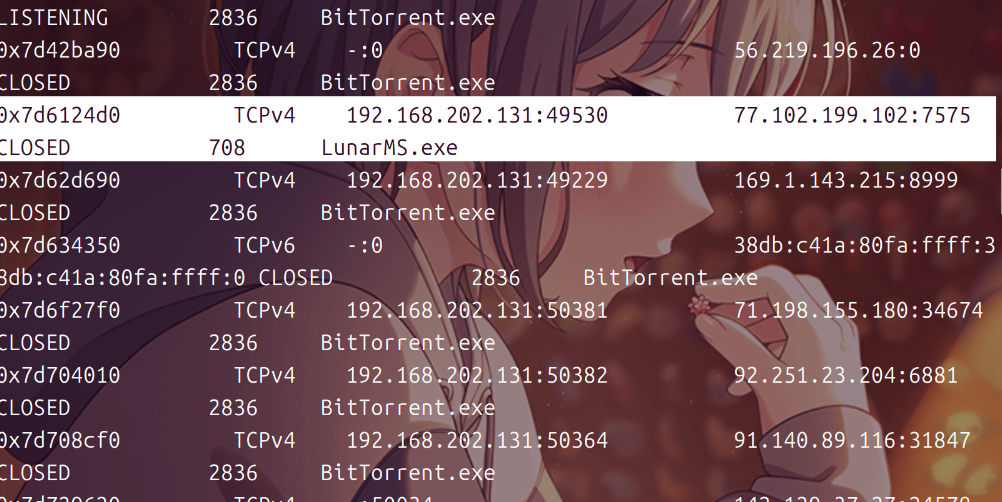 LISTENING 2836 BitTorrent.exe
0x7d42ba90 TCPv4 -:0 56.219.196.26:0
CLOSED 2836 BitTorrent.exe
0x7d6124d0 TCPv4 192.168.202.131:49530 77.102.199.102:7575
CLOSED 708 LunarMS.exe
0x7d62d690 TCPv4 192.168.202.131:49229 169.1.143.215:8999
CLOSED 2836 BitTorrent.exe
0x7d634350 TCPv6 -:0 38db:c41a:80fa:ffff:3
8db:c41a:80fa:ffff:0 CLOSED 2836 BitTorrent.exe
0x7d6f27f0 TCPv4 192.168.202.131:50381 71.198.155.180:34674
CLOSED 2836 BitTorrent.exe
0x7d704010 TCPv4 192.168.202.131:50382 92.251.23.204:6881
CLOSED 2836 BitTorrent.exe
0x7d708cf0 TCPv4 192.168.202.131:50364 91.140.89.116:31847
CLOSED 2836 BitTorrent.exe